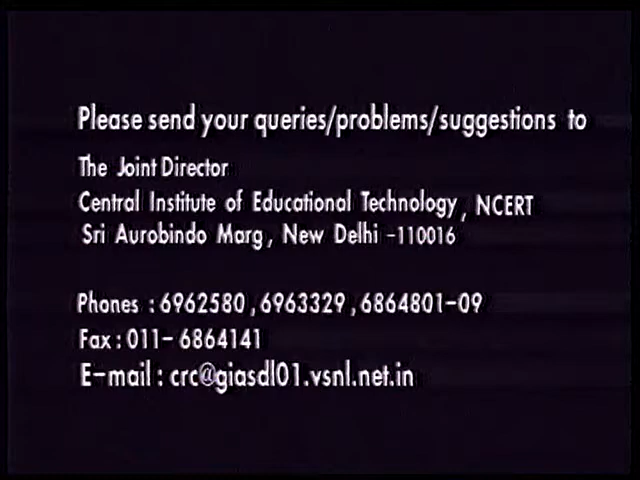 Please send your queries/problems/suggestions to
The Joint Director
Central Institute of Educational Technology, NCERT
Sri Aurobindo Marg, New Delhi -110016
Phones : 6962580, 6963329, 6864801-09
Fax : 011- 6864141
E-mail : crc@giasdl01.vsnl.net.in